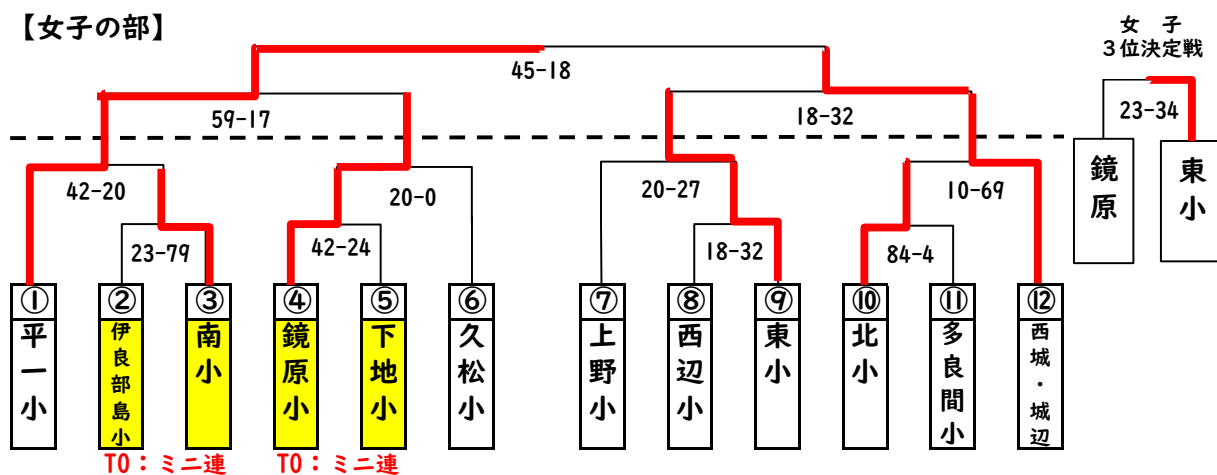 【女子の部】
女 子
３位決定戦
45-18
59-17
18-32
23-34
42-20
20-0
20-27
10-69
23-79
42-24
18-32
84-4
鏡原
東小
①
②
③
④
⑤
⑥
⑦
⑧
⑨
⑩
⑪
⑫
平一小
伊良部島小
南小
鏡原小
下地小
久松小
上野小
西辺小
東小
北小
多良間小
西城・城辺
TO：ミニ連
TO：ミニ連